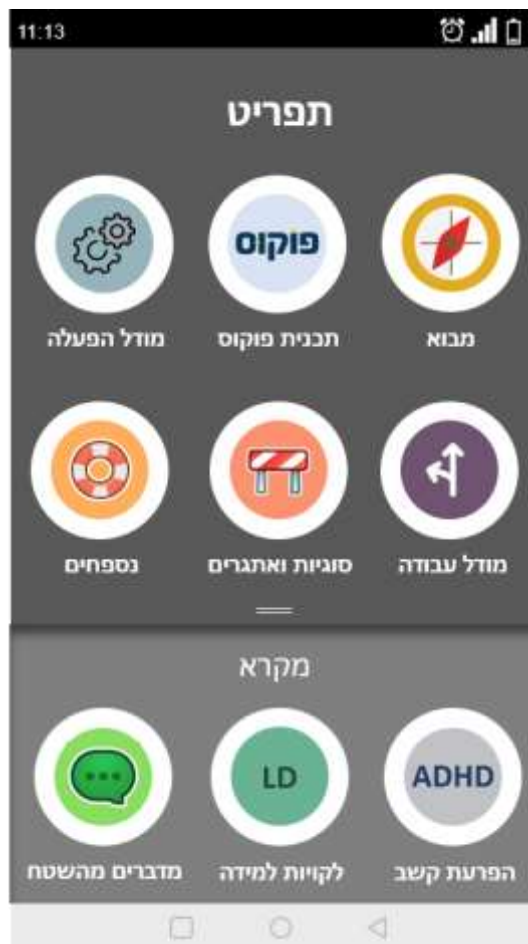 11:13
תפריט
פוקוס
מבוא
תכנית פוקוס
מודל הפעלה
מודל עבודה
סוגיות ואתגרים
נספחים
מקרא
ADHD
LD
הפרעת קשב
לקויות למידה
מדברים מהשטח